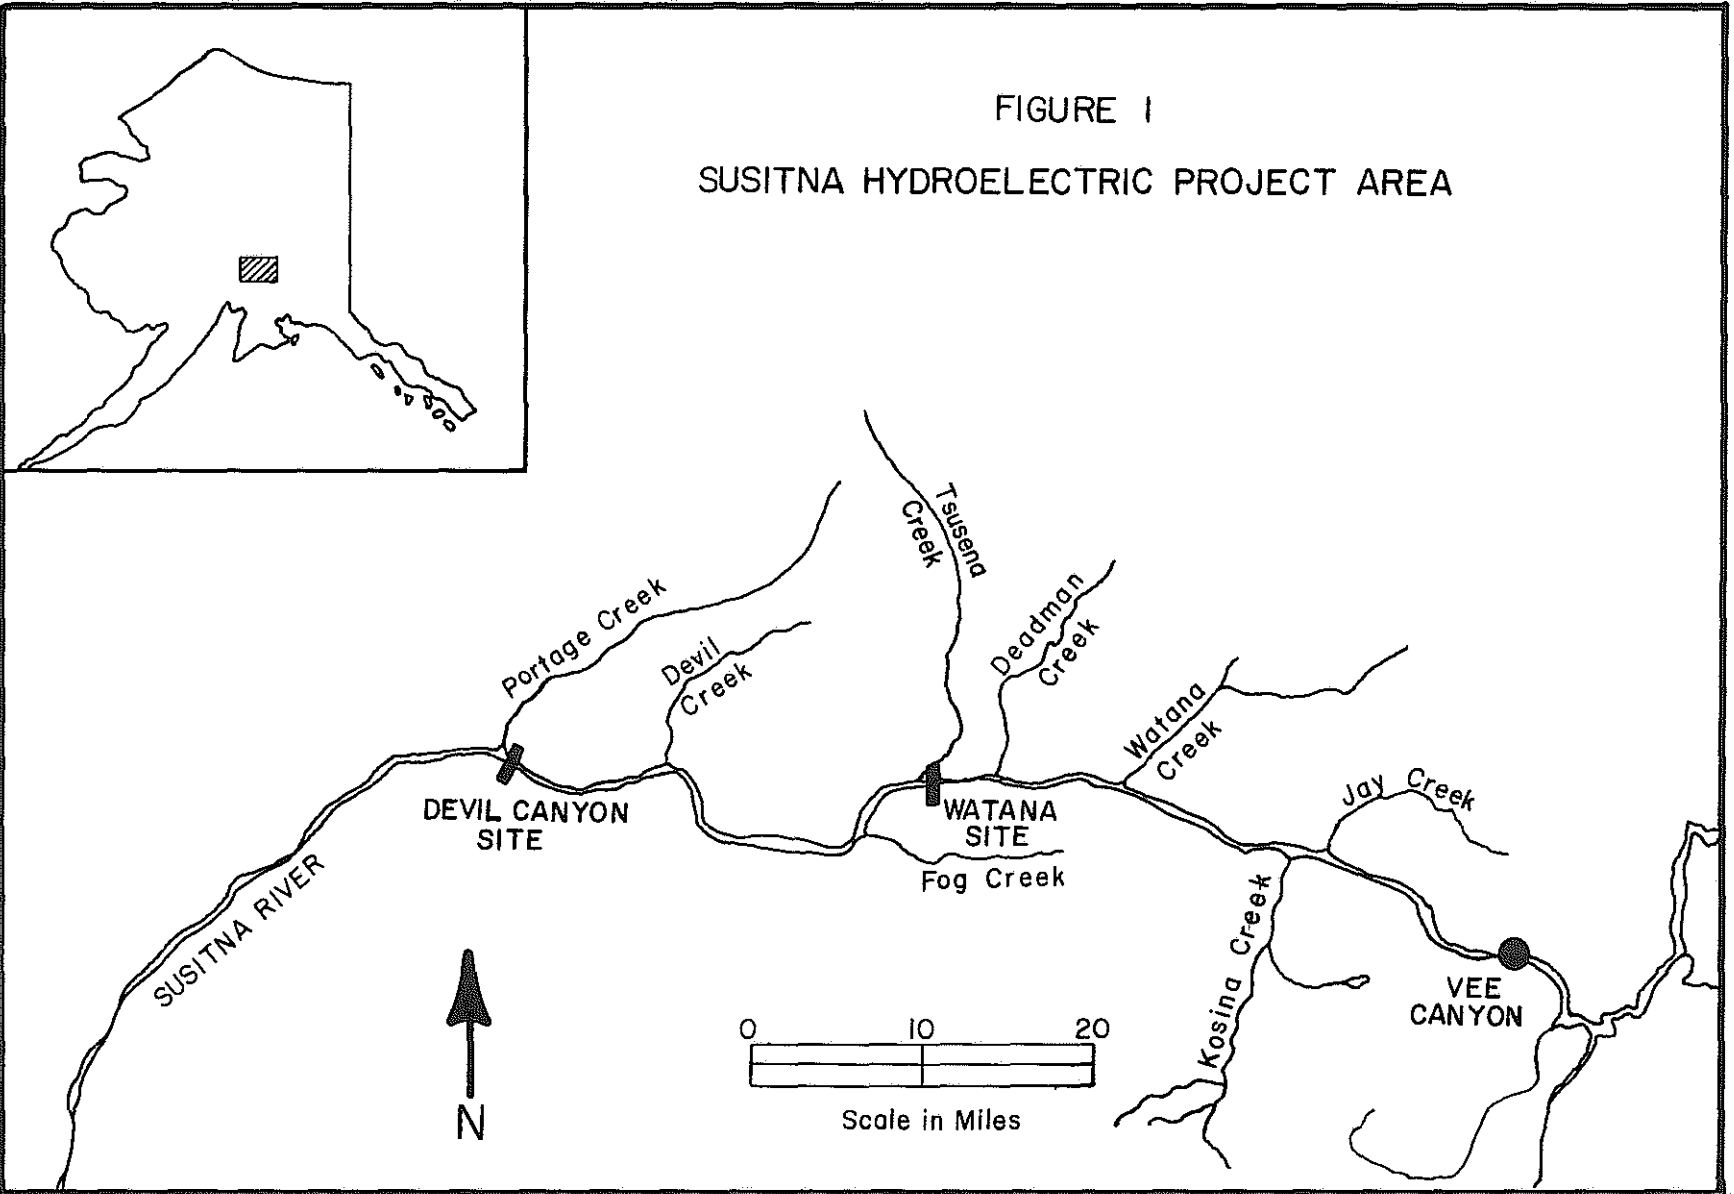 FIGURE 1
SUSITNA HYDROELECTRIC PROJECT AREA
Tsusena
Creek
Deadman
Creek
Portage Creek
Devil
Creek
Watana
Creek
Jay Creek
DEVIL CANYON
SITE
WATANA
SITE
Fog Creek
SUSITNA RIVER
Kosina Creek
VEE
CANYON
N
0 10 20
Scale in Miles